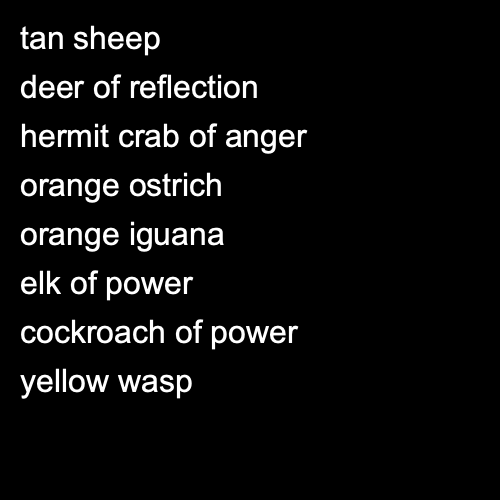 tan sheep
deer of reflection
hermit crab of anger
orange ostrich
orange iguana
elk of power
cockroach of power
yellow wasp